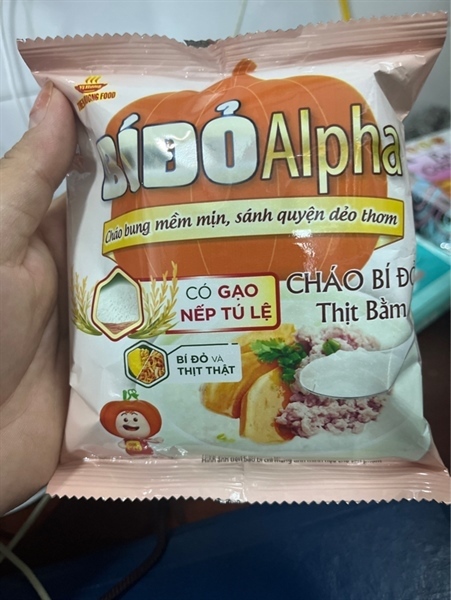 BÍ ĐỎ Alpha
Cháo bung mềm mịn, sánh quyện dẻo thơm
CÓ GẠO
NẾP TÚ LỆ
CHÁO BÍ ĐỎ
Thịt Bằm
BÍ ĐỎ VÀ
THỊT THẬT